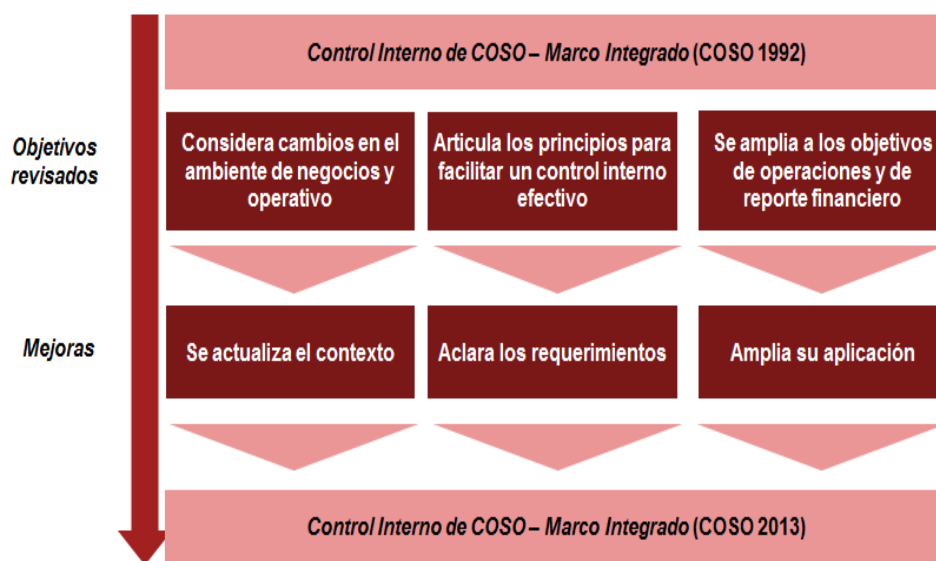 Control Interno de COSO – Marco Integrado (COSO 1992)
Objetivos
revisados
Considera cambios en el
ambiente de negocios y
operativo
Articula los principios para
facilitar un control interno
efectivo
Se amplia a los objetivos
de operaciones y de
reporte financiero
Mejoras
Se actualiza el contexto
Aclara los requerimientos
Amplia su aplicación
Control Interno de COSO – Marco Integrado (COSO 2013)